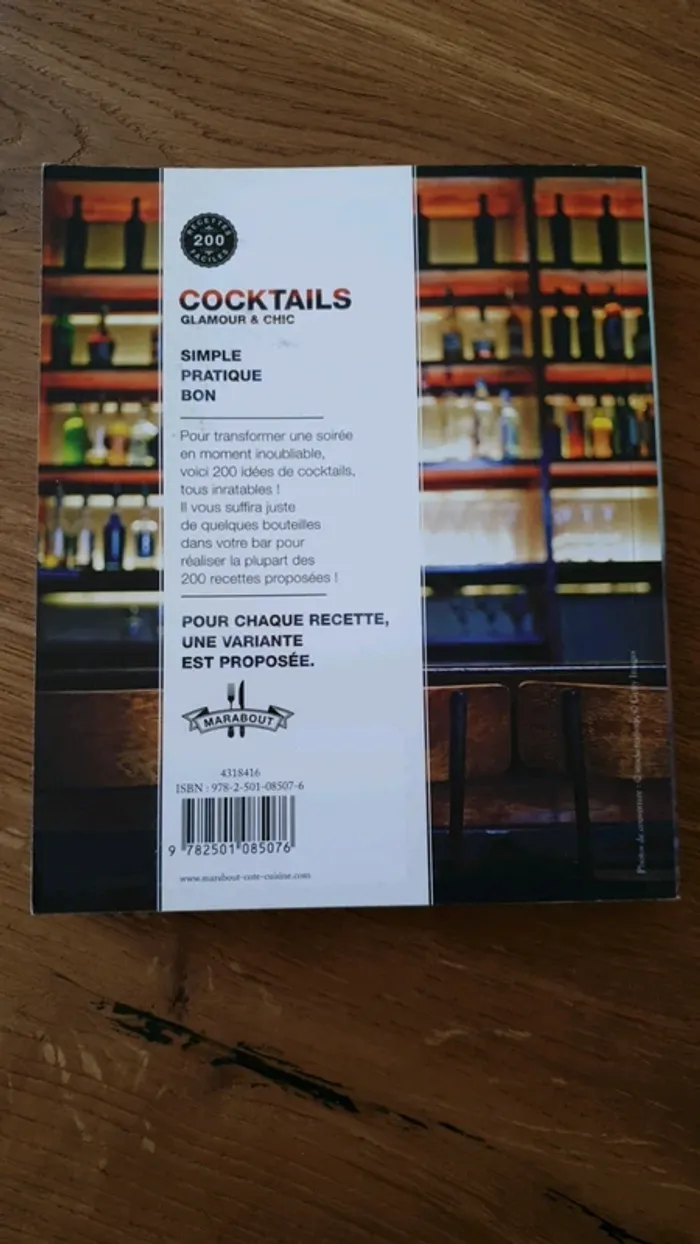 RECETTES
200
FACILES
COCKTAILS
GLAMOUR & CHIC
SIMPLE
PRATIQUE
BON
Pour transformer une soirée
en moment inoubliable,
voici 200 idées de cocktails,
tous inratables !
Il vous suffira juste
de quelques bouteilles
dans votre bar pour
réaliser la plupart des
200 recettes proposées !
POUR CHAQUE RECETTE,
UNE VARIANTE
EST PROPOSÉE.
MARABOUT
4318416
ISBN : 978-2-501-08507-6
9 782501 085076
www.marabout-cote-cuisine.com
Photos de couverture :